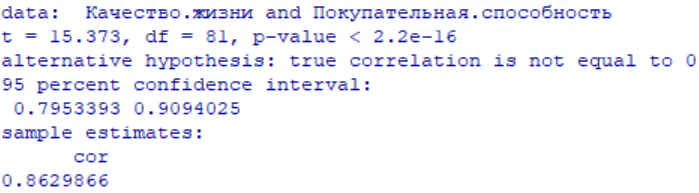 data:  Качество.жизни and Покупательная.способность
t = 15.373, df = 81, p-value < 2.2e-16
alternative hypothesis: true correlation is not equal to 0
95 percent confidence interval:
 0.7953393 0.9094025
sample estimates:
      cor
0.8629866